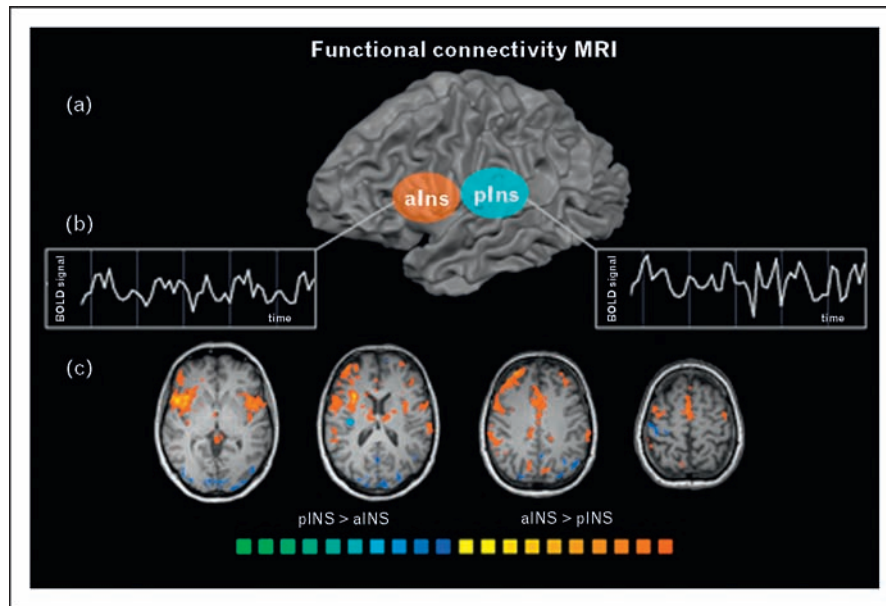 Functional connectivity MRI
(a)
aIns
pIns
(b)
BOLD signal
time
BOLD signal
time
(c)
pINS > aINS
aINS > pINS